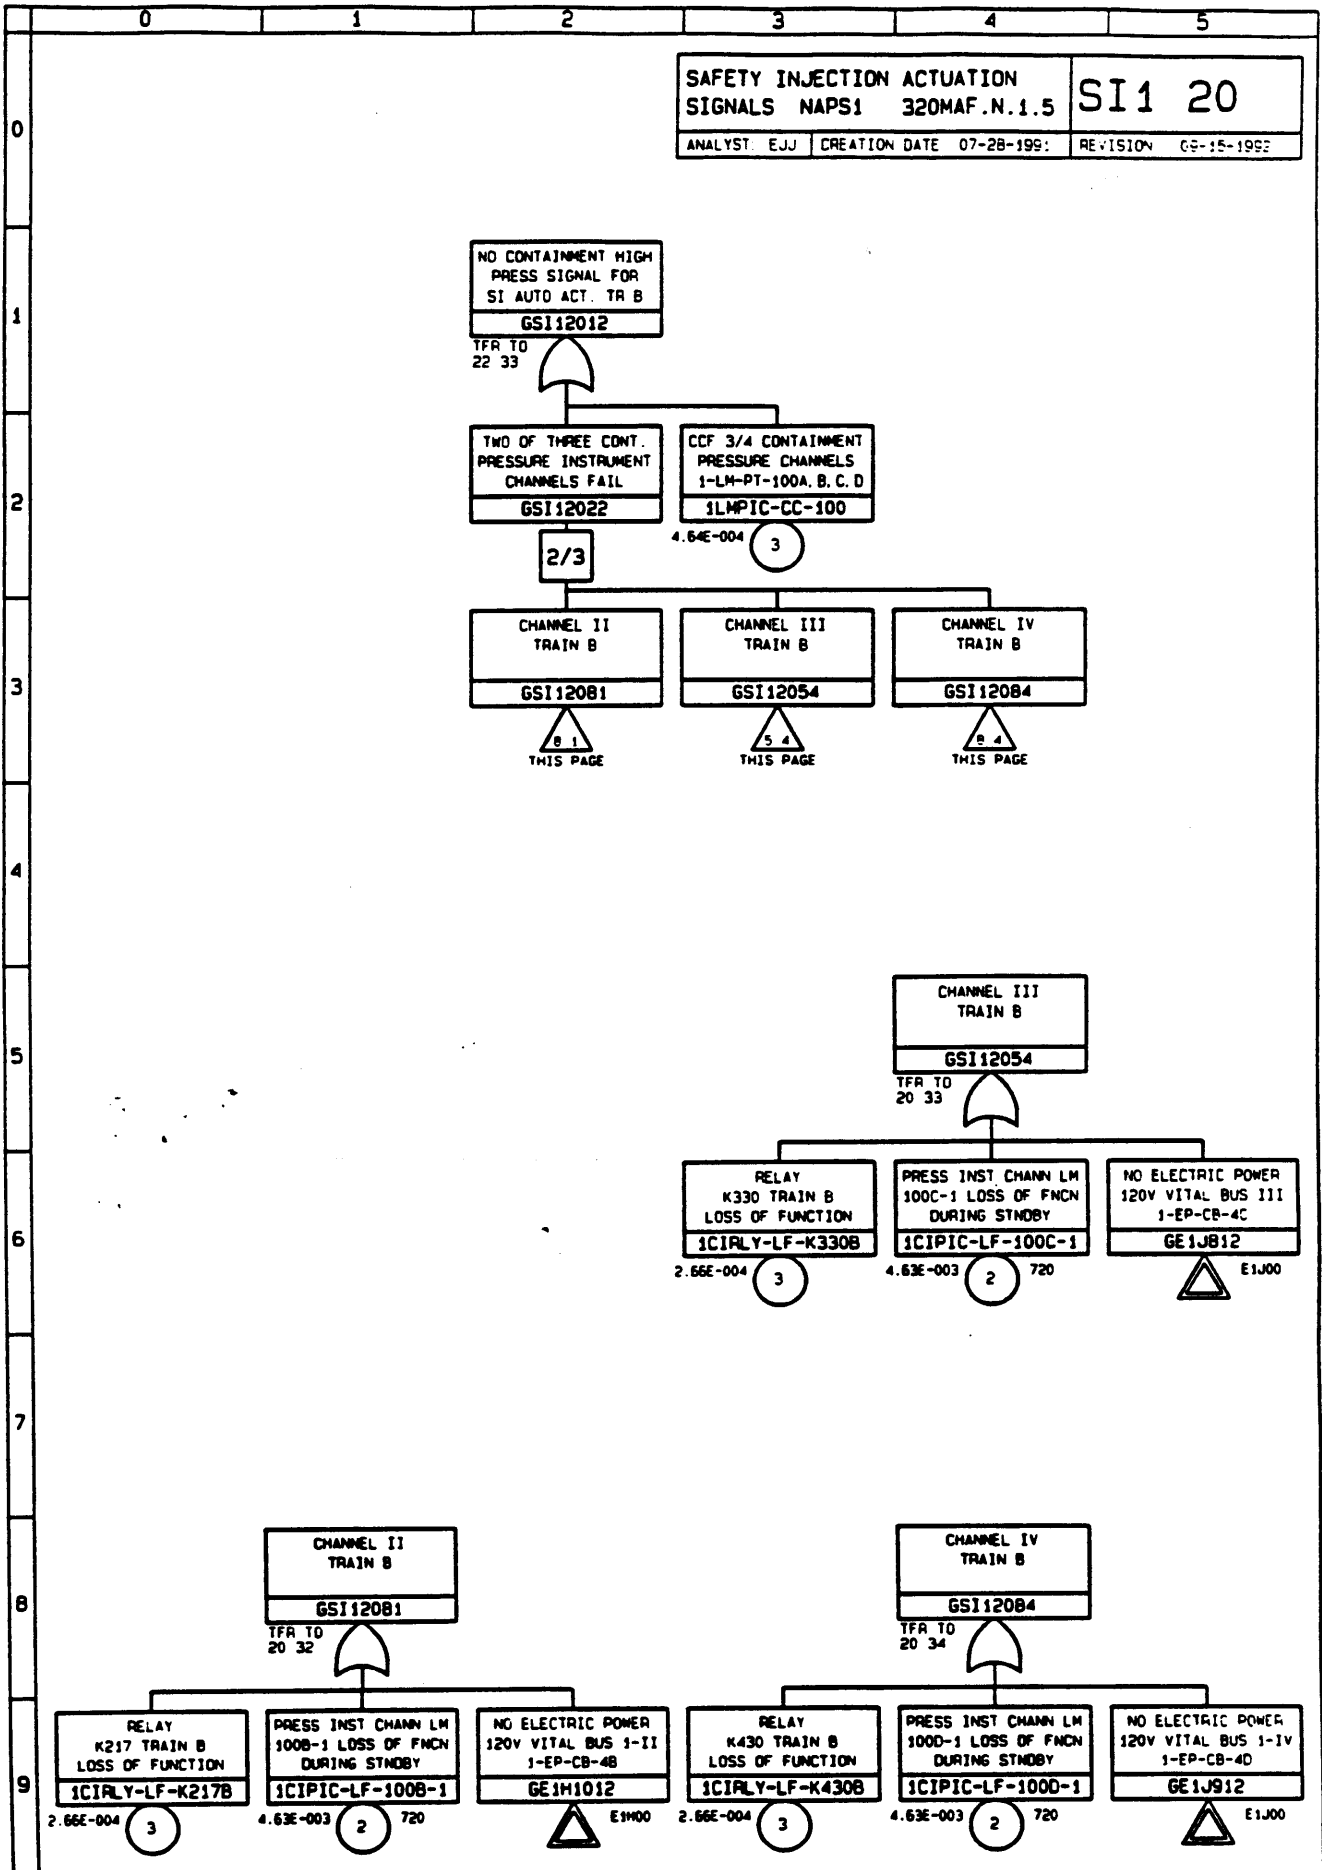 0 1 2 3 4 5
SAFETY INJECTION ACTUATION
SIGNALS NAPS1 320MAF.N.1.5
SI1 20
ANALYST: EJJ CREATION DATE 07-28-1991 REVISION
0
NO CONTAINMENT HIGH
PRESS SIGNAL FOR
SI AUTO ACT. TR B
GSI12012
1
TFR TO
22 33
TWO OF THREE CONT.
PRESSURE INSTRUMENT
CHANNELS FAIL
GSI12022
CCF 3/4 CONTAINMENT
PRESSURE CHANNELS
1-LM-PT-100A, B, C, D
1LMPIC-CC-100
2
2/3
4.64E-004
3
CHANNEL II
TRAIN B
GSI12081
CHANNEL III
TRAIN B
GSI12054
CHANNEL IV
TRAIN B
GSI12084
3
8 1
THIS PAGE
5 4
THIS PAGE
8 4
THIS PAGE
4
CHANNEL III
TRAIN B
GSI12054
5
TFR TO
20 33
RELAY
K330 TRAIN B
LOSS OF FUNCTION
1CIRLY-LF-K330B
2.66E-004
3
PRESS INST CHANN LM
100C-1 LOSS OF FNCN
DURING STNDBY
1CIPIC-LF-100C-1
4.63E-003
2
720
NO ELECTRIC POWER
120V VITAL BUS III
1-EP-CB-4C
GE1J812
E1J00
6
7
CHANNEL II
TRAIN B
GSI12081
TFR TO
20 32
CHANNEL IV
TRAIN B
GSI12084
TFR TO
20 34
8
RELAY
K217 TRAIN B
LOSS OF FUNCTION
1CIRLY-LF-K217B
2.66E-004
3
PRESS INST CHANN LM
100B-1 LOSS OF FNCN
DURING STNDBY
1CIPIC-LF-100B-1
4.63E-003
2
720
NO ELECTRIC POWER
120V VITAL BUS 1-II
1-EP-CB-4B
GE1H1012
E1H00
RELAY
K430 TRAIN B
LOSS OF FUNCTION
1CIRLY-LF-K430B
2.66E-004
3
PRESS INST CHANN LM
100D-1 LOSS OF FNCN
DURING STNDBY
1CIPIC-LF-100D-1
4.63E-003
2
720
NO ELECTRIC POWER
120V VITAL BUS 1-IV
1-EP-CB-4D
GE1J912
E1J00
9